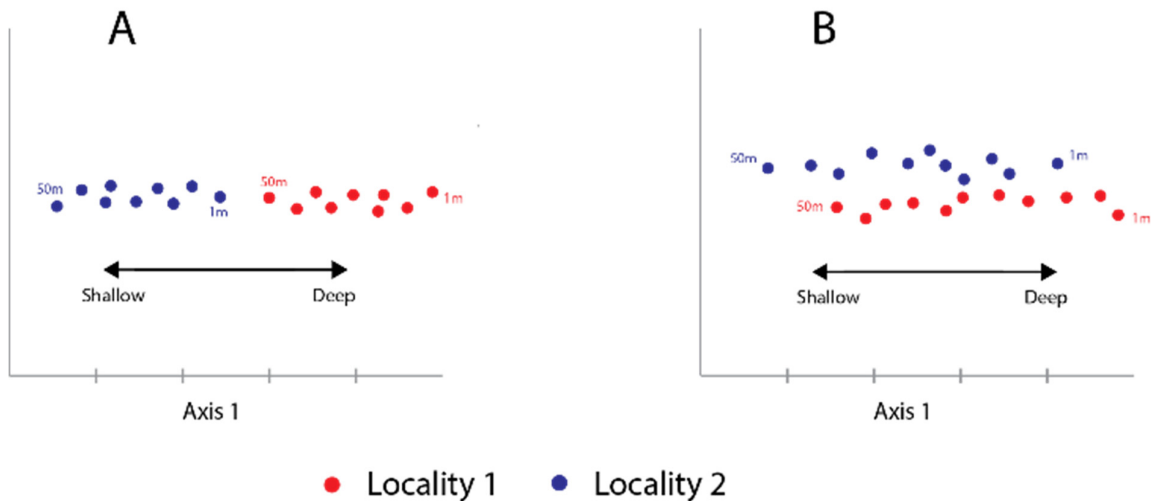 A
B
50m
1m
50m
1m
50m
1m
50m
1m
Shallow
Deep
Shallow
Deep
Axis 1
Axis 1
Locality 1
Locality 2